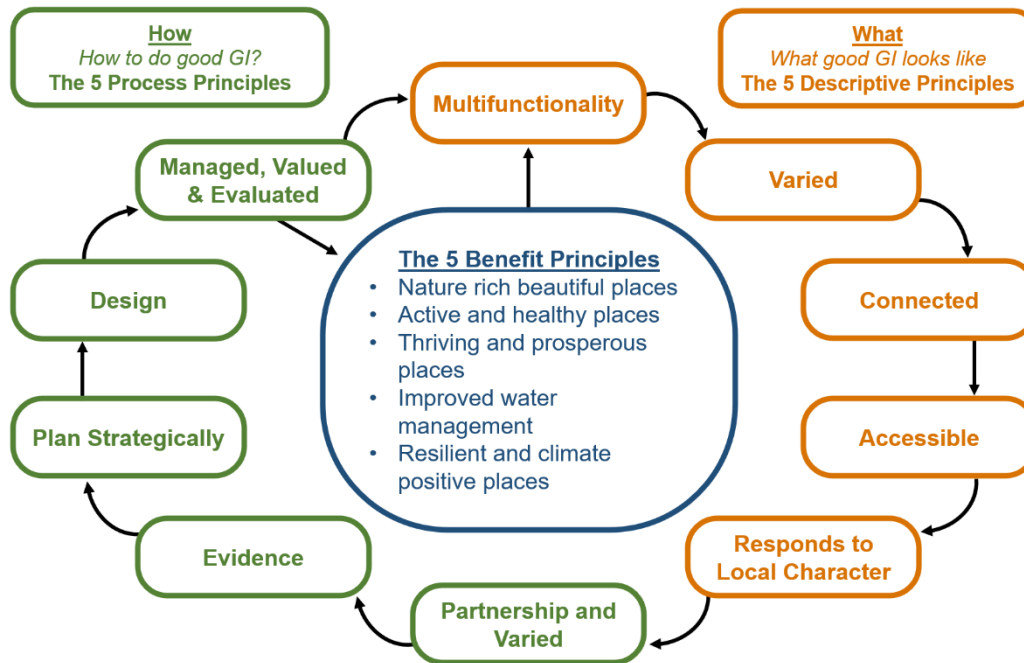 How
How to do good GI?
The 5 Process Principles
What
What good GI looks like
The 5 Descriptive Principles
Multifunctionality
Managed, Valued
& Evaluated
Varied
The 5 Benefit Principles
• Nature rich beautiful places
• Active and healthy places
• Thriving and prosperous
places
• Improved water
management
• Resilient and climate
positive places
Design
Connected
Plan Strategically
Accessible
Evidence
Responds to
Local Character
Partnership and
Varied